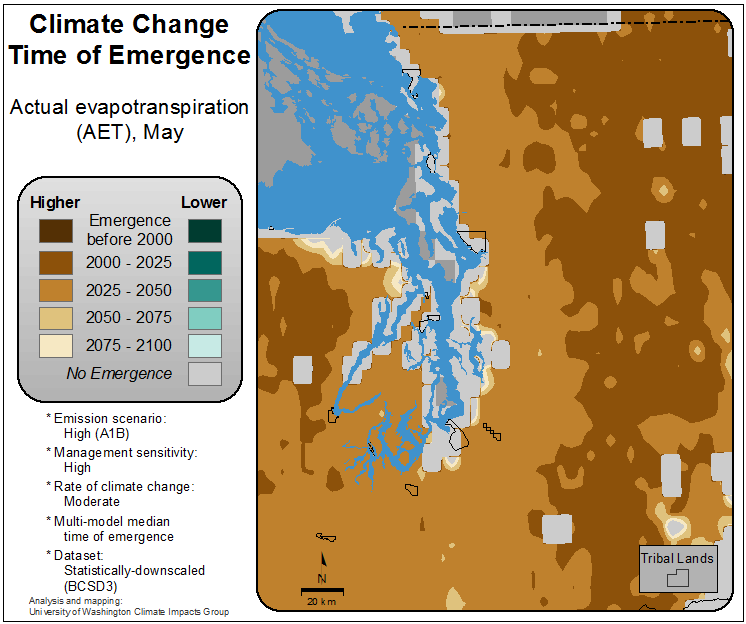 Climate Change
Time of Emergence
Actual evapotranspiration
(AET), May
Higher
Lower
Emergence
before 2000
2000 - 2025
2025 - 2050
2050 - 2075
2075 - 2100
No Emergence
* Emission scenario:
High (A1B)
* Management sensitivity:
High
* Rate of climate change:
Moderate
* Multi-model median
time of emergence
* Dataset:
Statistically-downscaled
(BCSD3)
Analysis and mapping:
University of Washington Climate Impacts Group
N
20 km
Tribal Lands